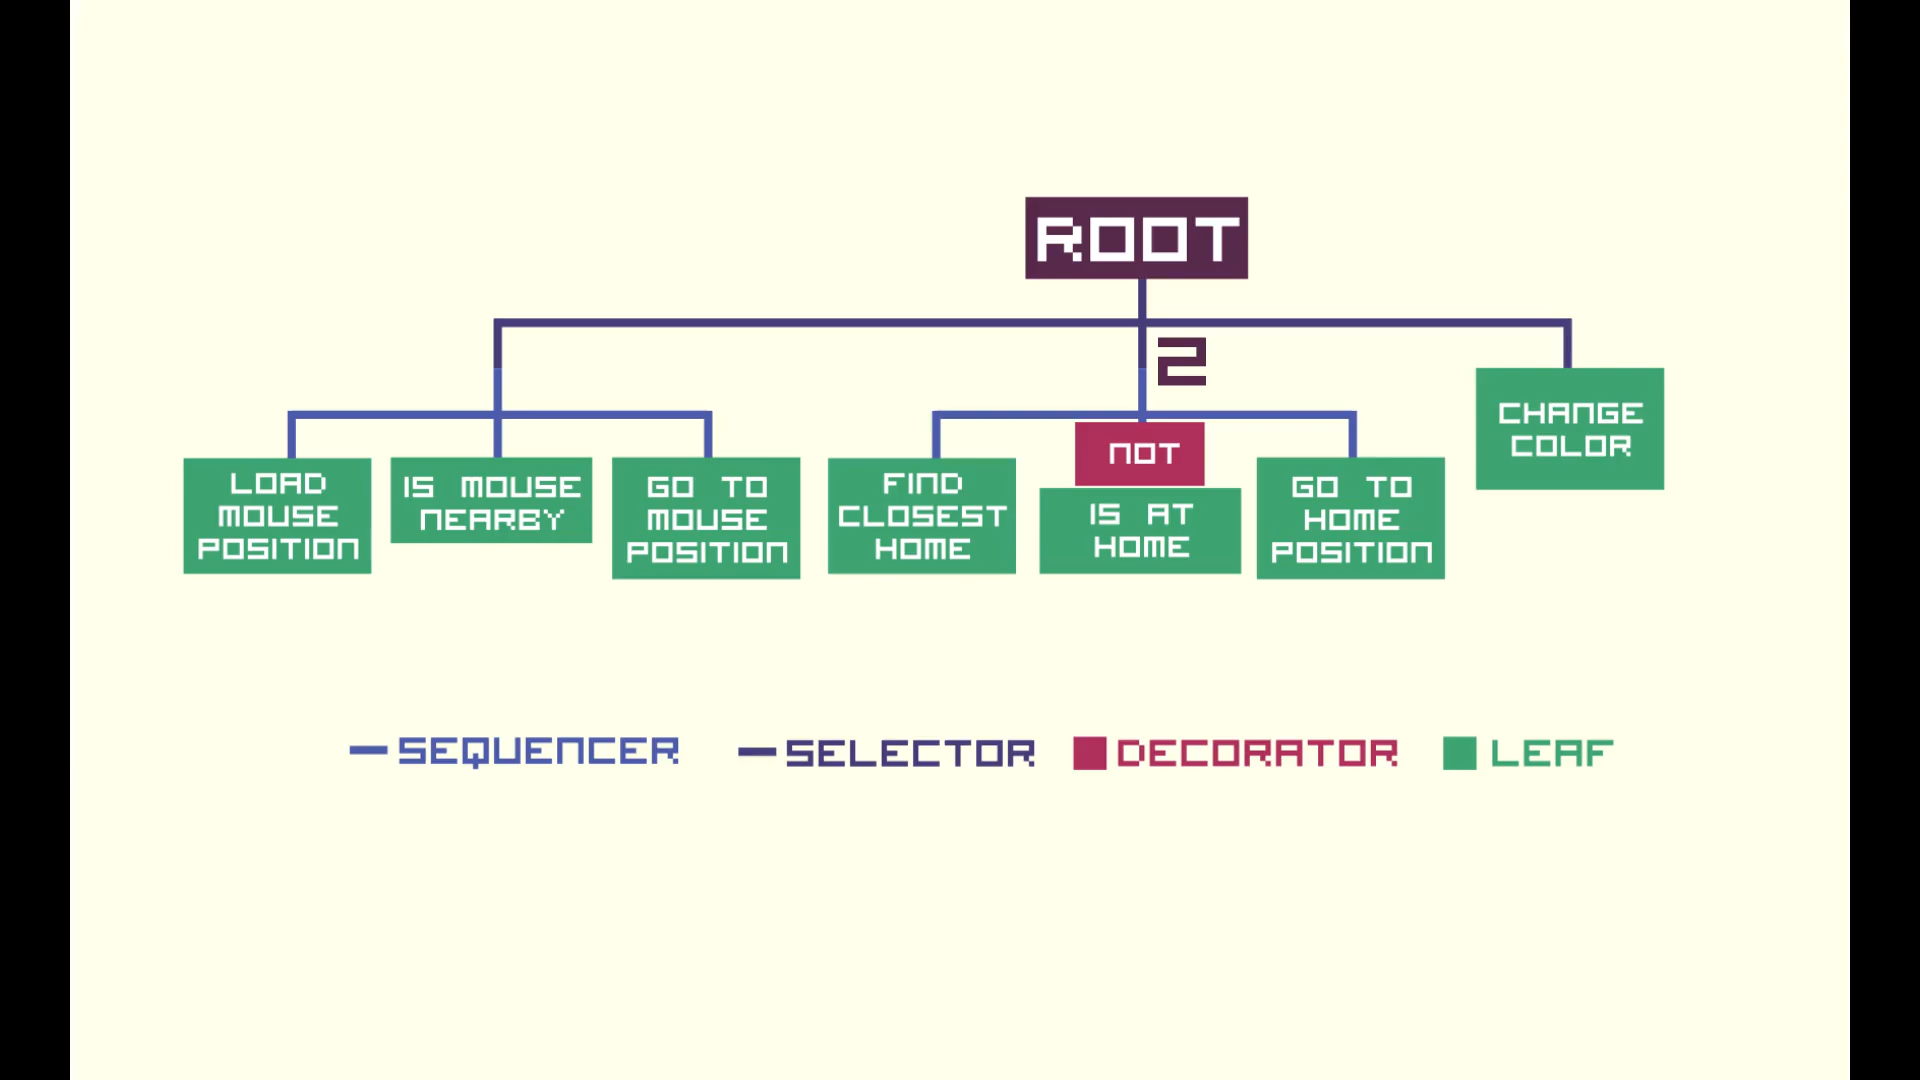 ROOT
2
CHANGE
COLOR
LOAD
MOUSE
POSITION
IS MOUSE
NEARBY
GO TO
MOUSE
POSITION
FIND
CLOSEST
HOME
NOT
IS AT
HOME
GO TO
HOME
POSITION
SEQUENCER
SELECTOR
DECORATOR
LEAF